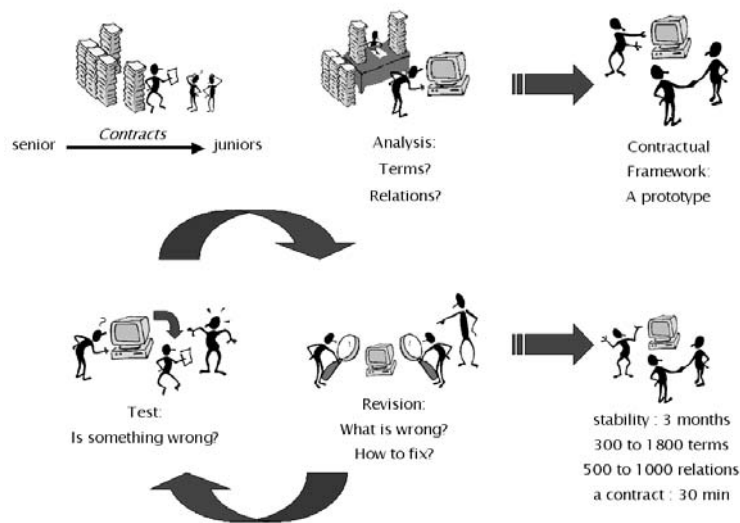 Contracts
senior
juniors
Analysis:
Terms?
Relations?
Contractual
Framework:
A prototype
Test:
Is something wrong?
Revision:
What is wrong?
How to fix?
stability : 3 months
300 to 1800 terms
500 to 1000 relations
a contract : 30 min